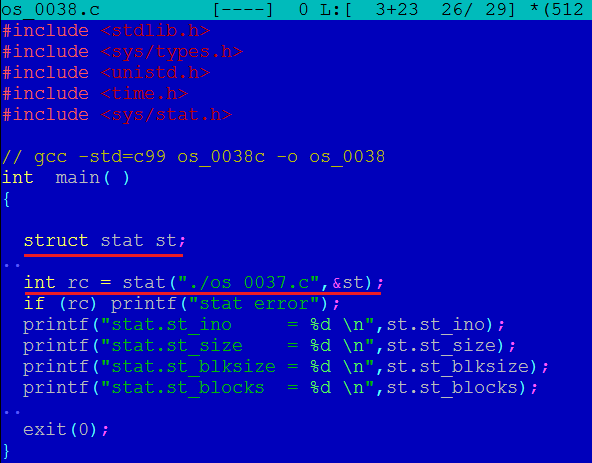 os_0038.c [----] 0 L:[ 3+23 26/ 29] *(512
#include <stdlib.h>
#include <sys/types.h>
#include <unistd.h>
#include <time.h>
#include <sys/stat.h>
// gcc -std=c99 os_0038c -o os_0038
int main( )
{
struct stat st;
..
int rc = stat("./os_0037.c",&st);
if (rc) printf("stat error");
printf("stat.st_ino     = %d \n",st.st_ino);
printf("stat.st_size    = %d \n",st.st_size);
printf("stat.st_blksize = %d \n",st.st_blksize);
printf("stat.st_blocks  = %d \n",st.st_blocks);
..
exit(0);
}